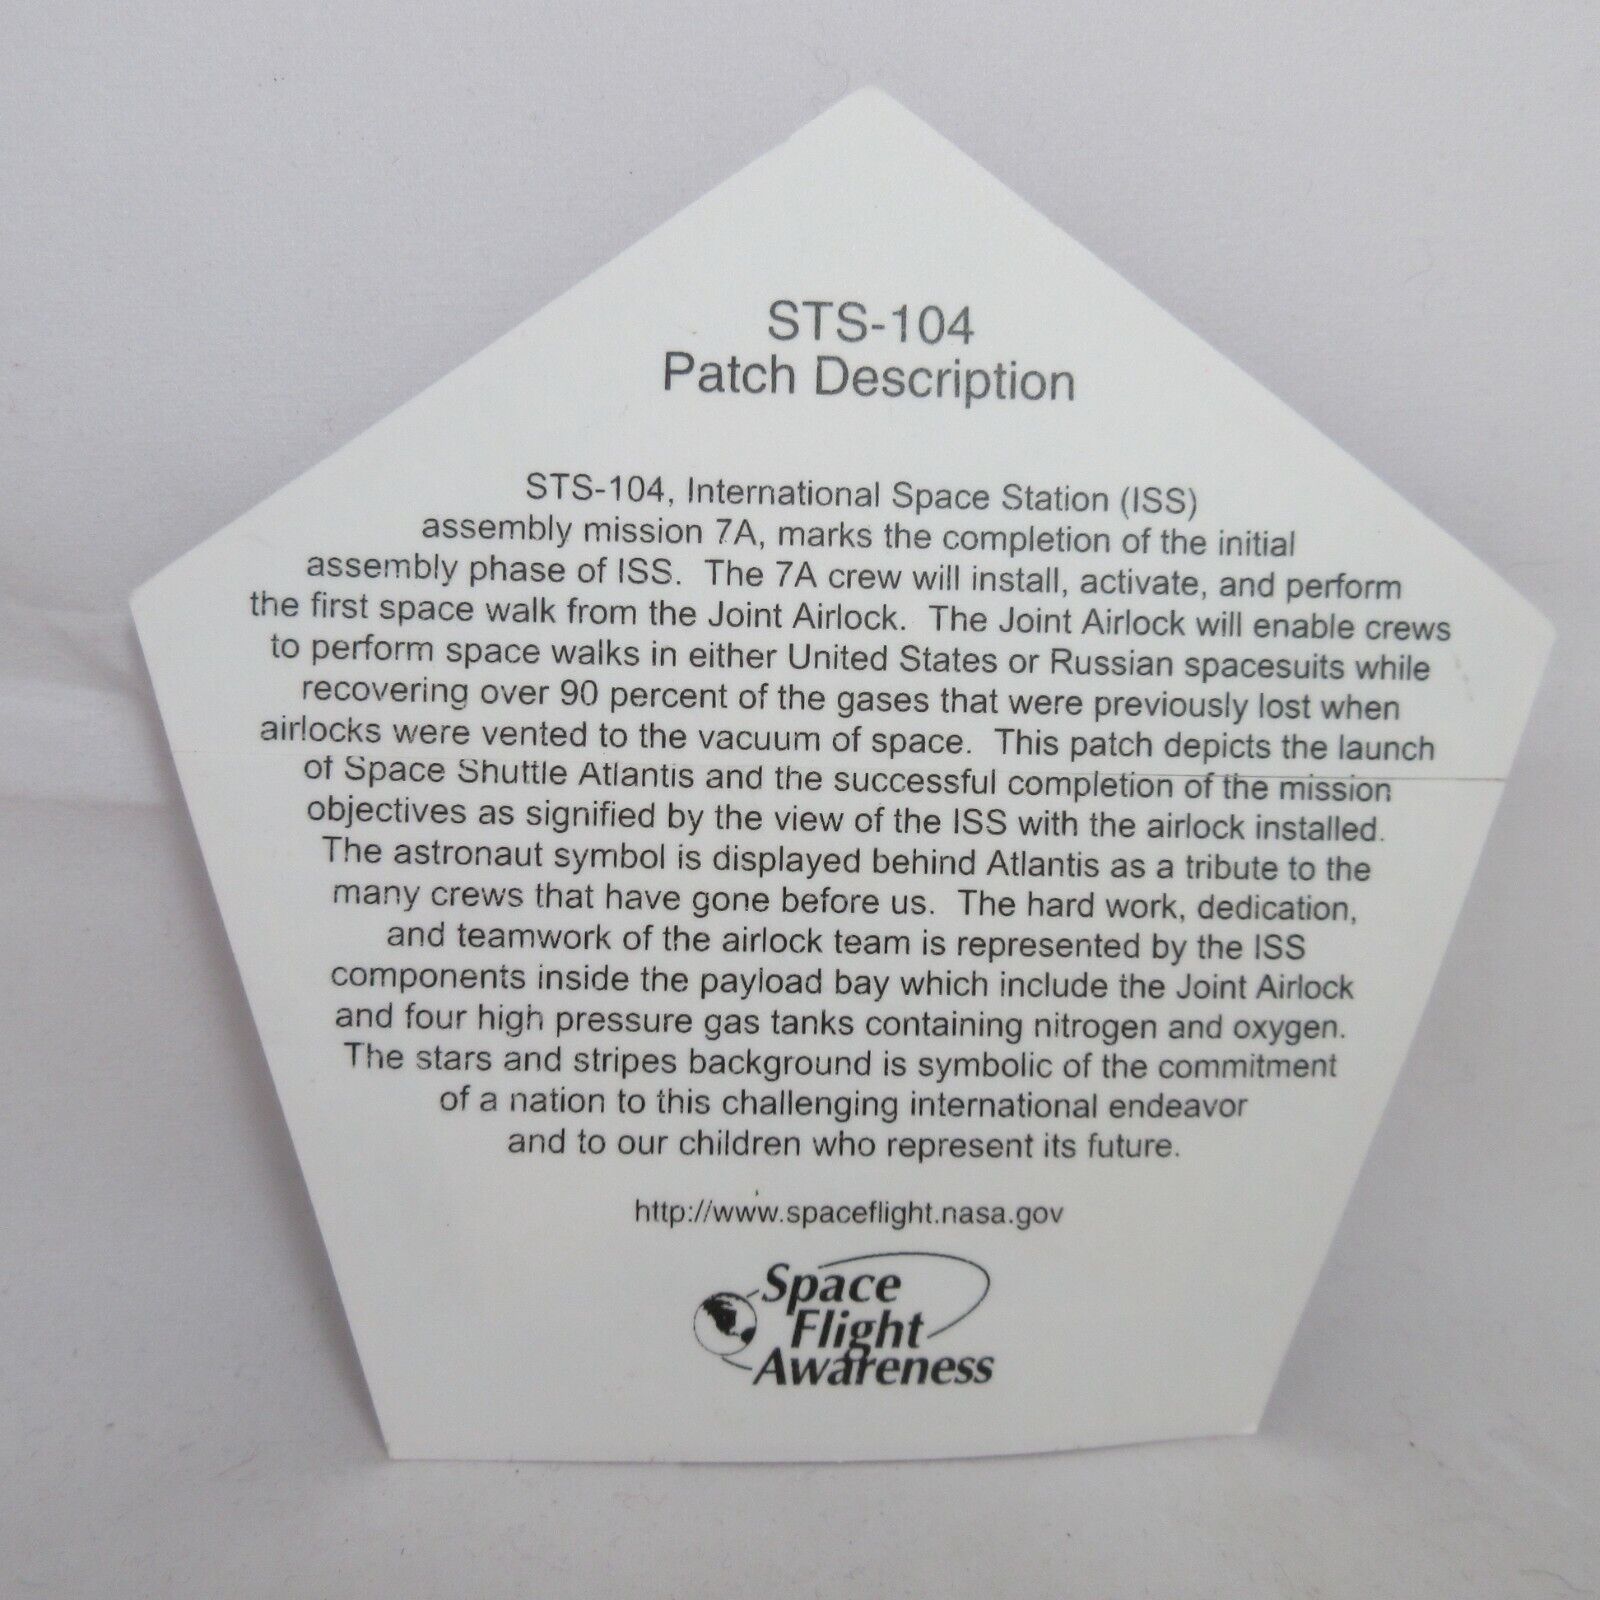 STS-104
Patch Description
STS-104, International Space Station (ISS)
assembly mission 7A, marks the completion of the initial
assembly phase of ISS.  The 7A crew will install, activate, and perform
the first space walk from the Joint Airlock.  The Joint Airlock will enable crews
to perform space walks in either United States or Russian spacesuits while
recovering over 90 percent of the gases that were previously lost when
airlocks were vented to the vacuum of space.  This patch depicts the launch
of Space Shuttle Atlantis and the successful completion of the mission
objectives as signified by the view of the ISS with the airlock installed.
The astronaut symbol is displayed behind Atlantis as a tribute to the
many crews that have gone before us.  The hard work, dedication,
and teamwork of the airlock team is represented by the ISS
components inside the payload bay which include the Joint Airlock
and four high pressure gas tanks containing nitrogen and oxygen.
The stars and stripes background is symbolic of the commitment
of a nation to this challenging international endeavor
and to our children who represent its future.
http://www.spaceflight.nasa.gov
Space
Flight
Awareness